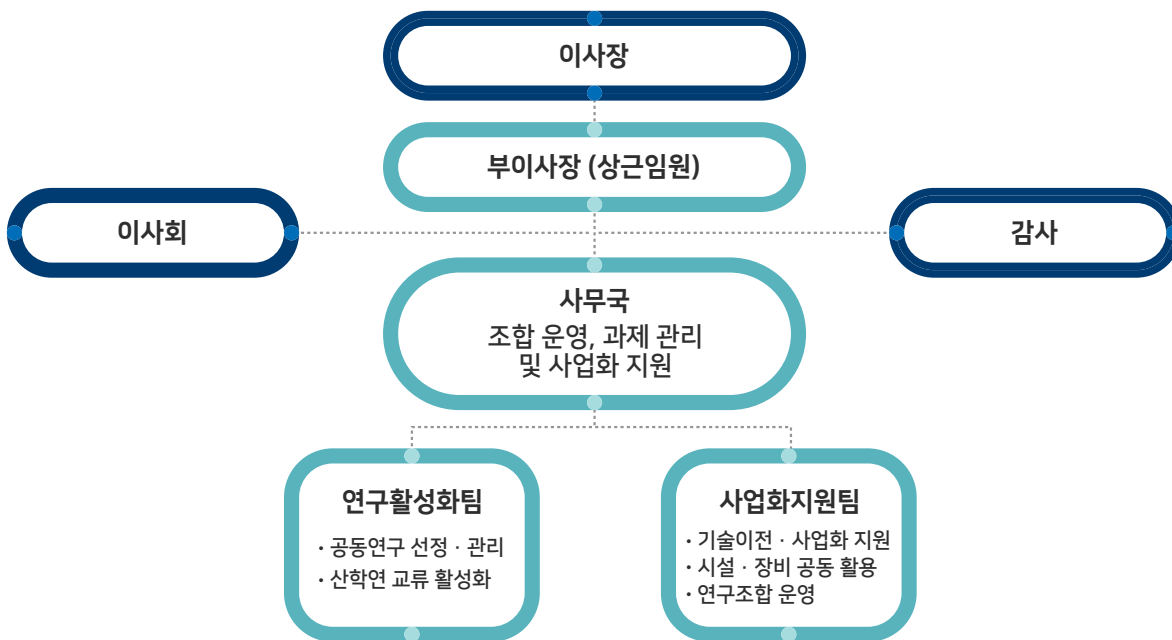 이사장
부이사장 (상근임원)
이사회
감사
사무국
조합 운영, 과제 관리
및 사업화 지원
연구활성화팀
· 공동연구 선정 · 관리
· 산학연 교류 활성화
사업화지원팀
· 기술이전 · 사업화 지원
· 시설 · 장비 공동 활용
· 연구조합 운영